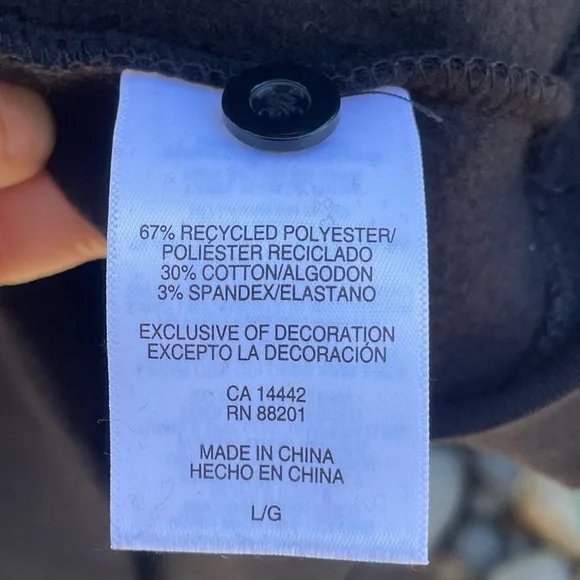 67% RECYCLED POLYESTER/
POLIÉSTER RECICLADO
30% COTTON/ALGODON
3% SPANDEX/ELASTANO
EXCLUSIVE OF DECORATION
EXCEPTO LA DECORACIÓN
CA 14442
RN 88201
MADE IN CHINA
HECHO EN CHINA
L/G